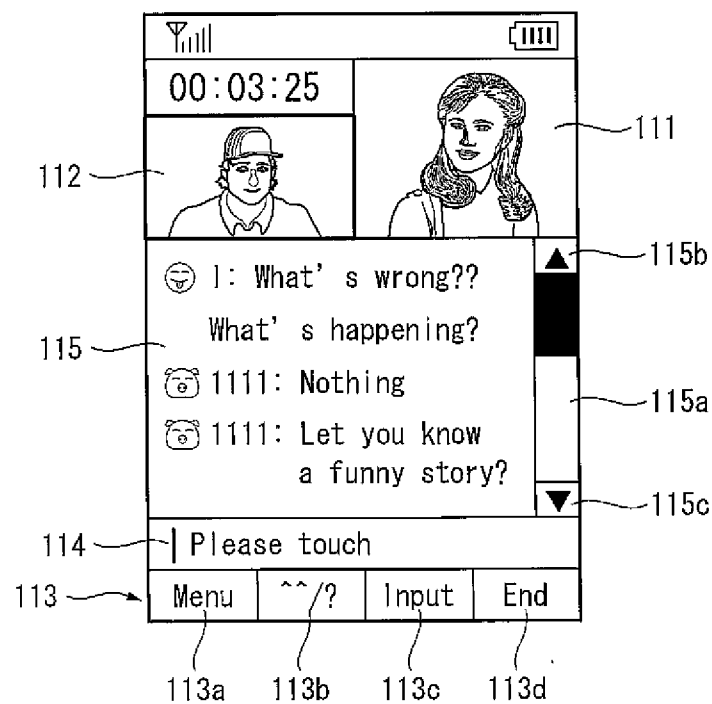 00:03:25
111
112
115b
I: What's wrong??
What's happening?
115
1111: Nothing
115a
1111: Let you know
a funny story?
115c
114
Please touch
113
Menu ^^/? Input End
113a 113b 113c 113d